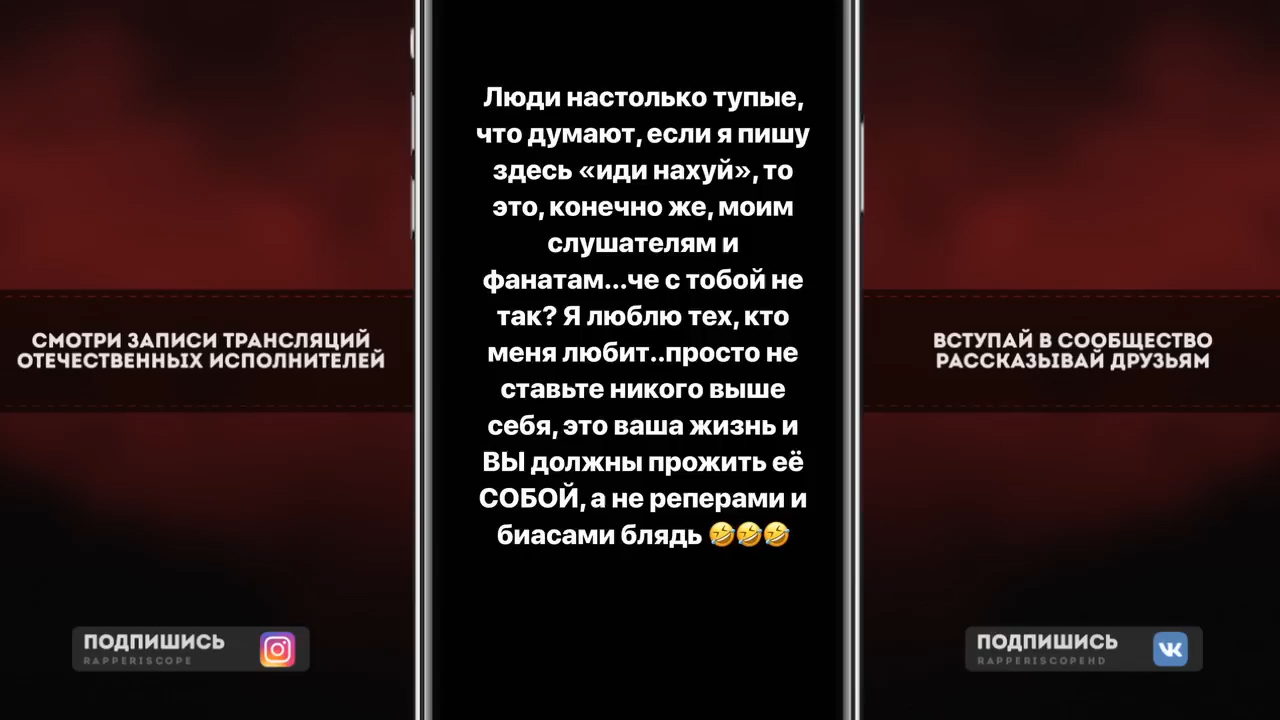 Люди настолько тупые,
что думают, если я пишу
здесь «иди нахуй», то
это, конечно же, моим
слушателям и
фанатам...че с тобой не
так? Я люблю тех, кто
меня любит..просто не
ставьте никого выше
себя, это ваша жизнь и
ВЫ должны прожить её
СОБОЙ, а не реперами и
биасами блядь 🤣🤣🤣
СМОТРИ ЗАПИСИ ТРАНСЛЯЦИЙ
ОТЕЧЕСТВЕННЫХ ИСПОЛНИТЕЛЕЙ
ВСТУПАЙ В СООБЩЕСТВО
РАССКАЗЫВАЙ ДРУЗЬЯМ
ПОДПИШИСЬ
RAPPERISCOPE
ПОДПИШИСЬ
RAPPERISCOPEHD